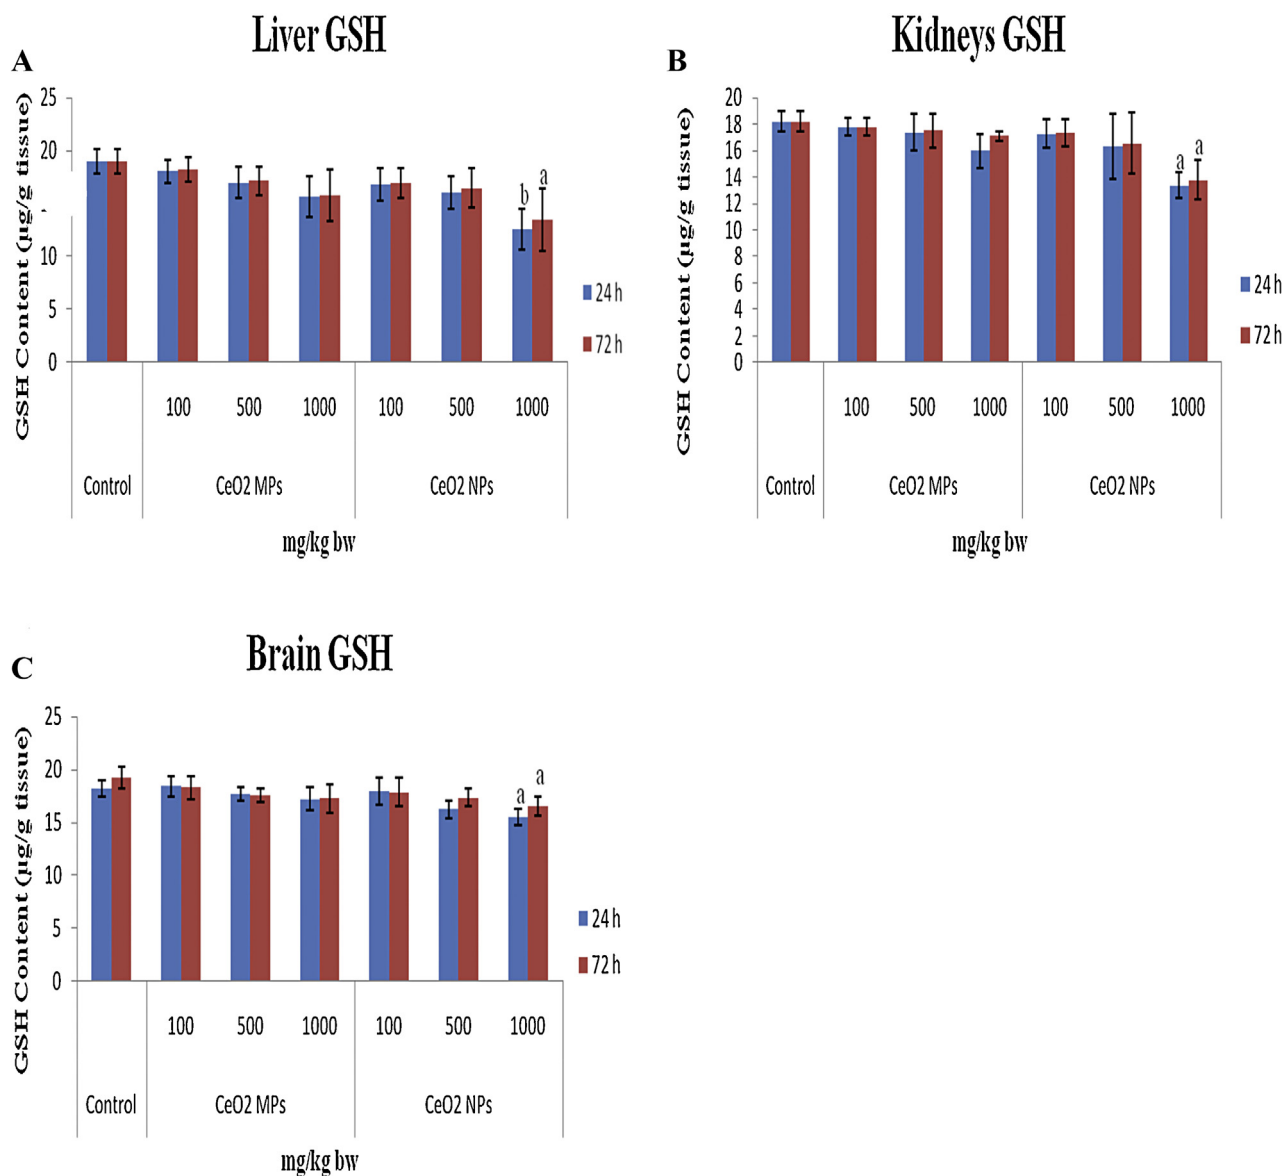 Liver GSH
A
GSH Content (µg/g tissue)
25
20
10
5
0
b
a
24 h
72 h
100 500 1000 100 500 1000
Control CeO2 MPs CeO2 NPs
mg/kg bw
Kidneys GSH
B
GSH Content (µg/g tissue)
20
18
16
14
12
10
8
6
4
2
0
a
a
24 h
72 h
100 500 1000 100 500 1000
Control CeO2 MPs CeO2 NPs
mg/kg bw
Brain GSH
C
GSH Content (µg/g tissue)
25
20
15
10
5
0
a
a
24 h
72 h
100 500 1000 100 500 1000
Control CeO2 MPs CeO2 NPs
mg/kg bw